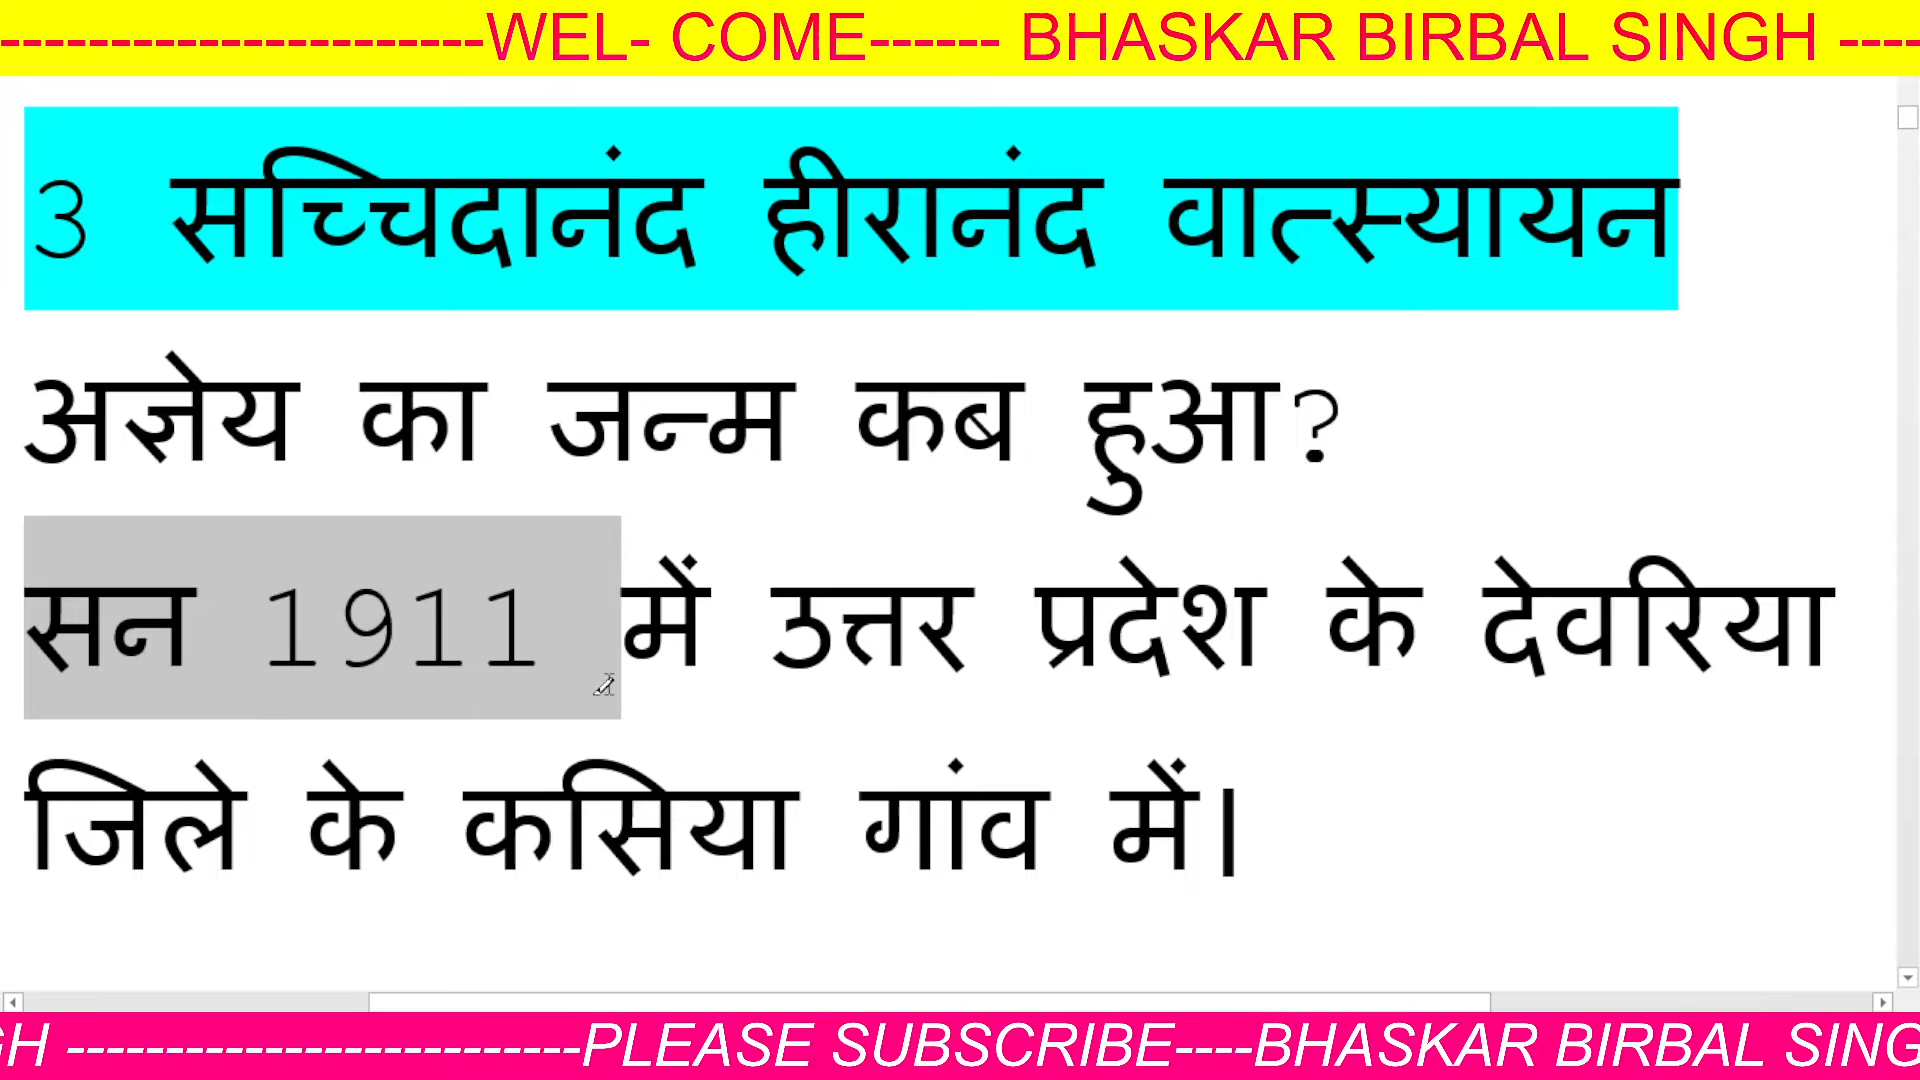 ----------------------WEL- COME------ BHASKAR BIRBAL SINGH ----
3 सच्चिदानंद हीरानंद वात्स्यायन
अज्ञेय का जन्म कब हुआ?
सन 1911 में उत्तर प्रदेश के देवरिया
जिले के कसिया गांव में।
GH --------------------------PLEASE SUBSCRIBE----BHASKAR BIRBAL SING